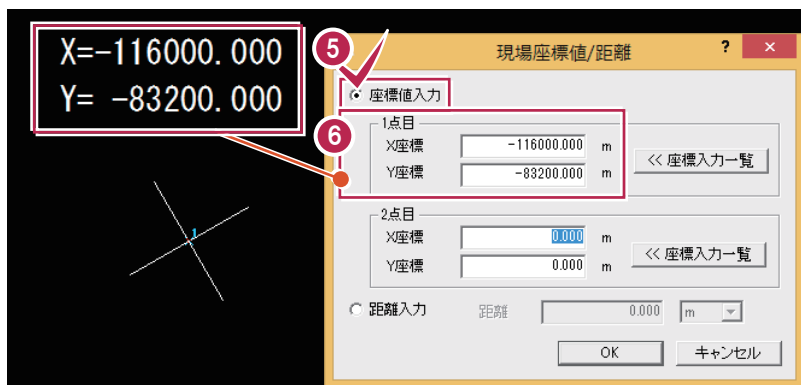 X=-116000.000
Y= -83200.000
5
6
1
現場座標値/距離
? ×
座標値入力
1点目
X座標 -116000.000 m
Y座標 -83200.000 m
<< 座標入力一覧
2点目
X座標 0.000 m
Y座標 0.000 m
<< 座標入力一覧
距離入力 距離 0.000 m
OK キャンセル